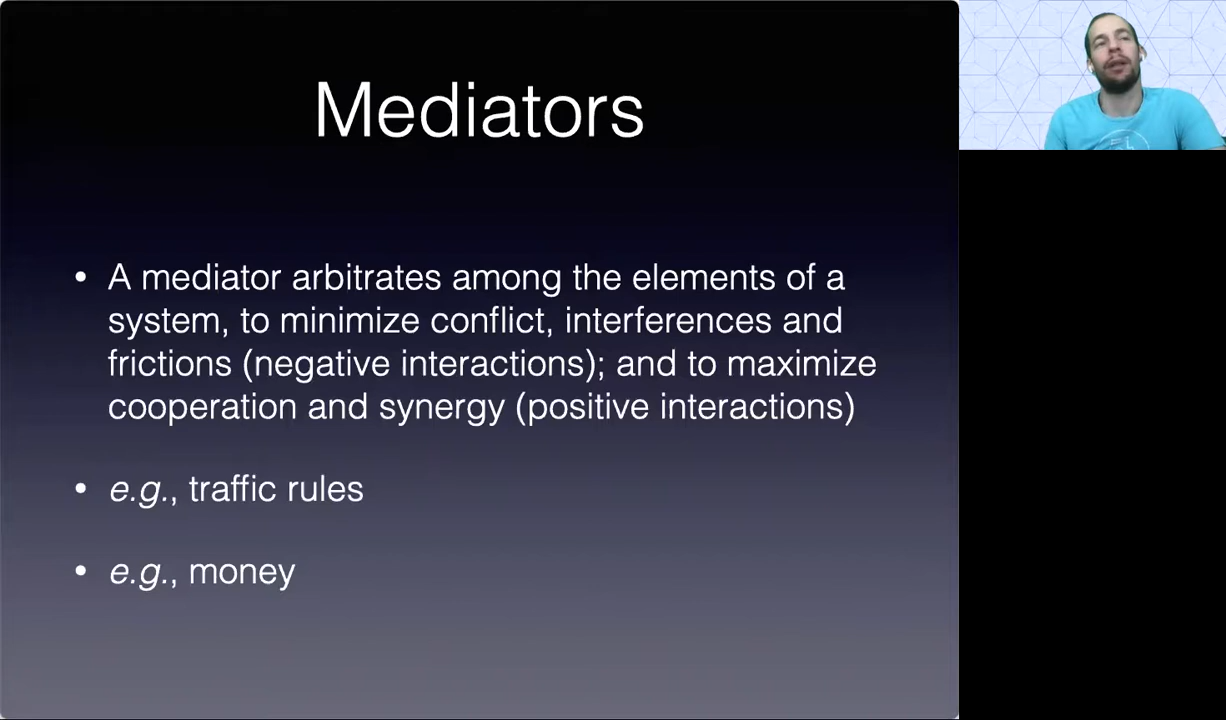 Mediators
• A mediator arbitrates among the elements of a
system, to minimize conflict, interferences and
frictions (negative interactions); and to maximize
cooperation and synergy (positive interactions)
• e.g., traffic rules
• e.g., money